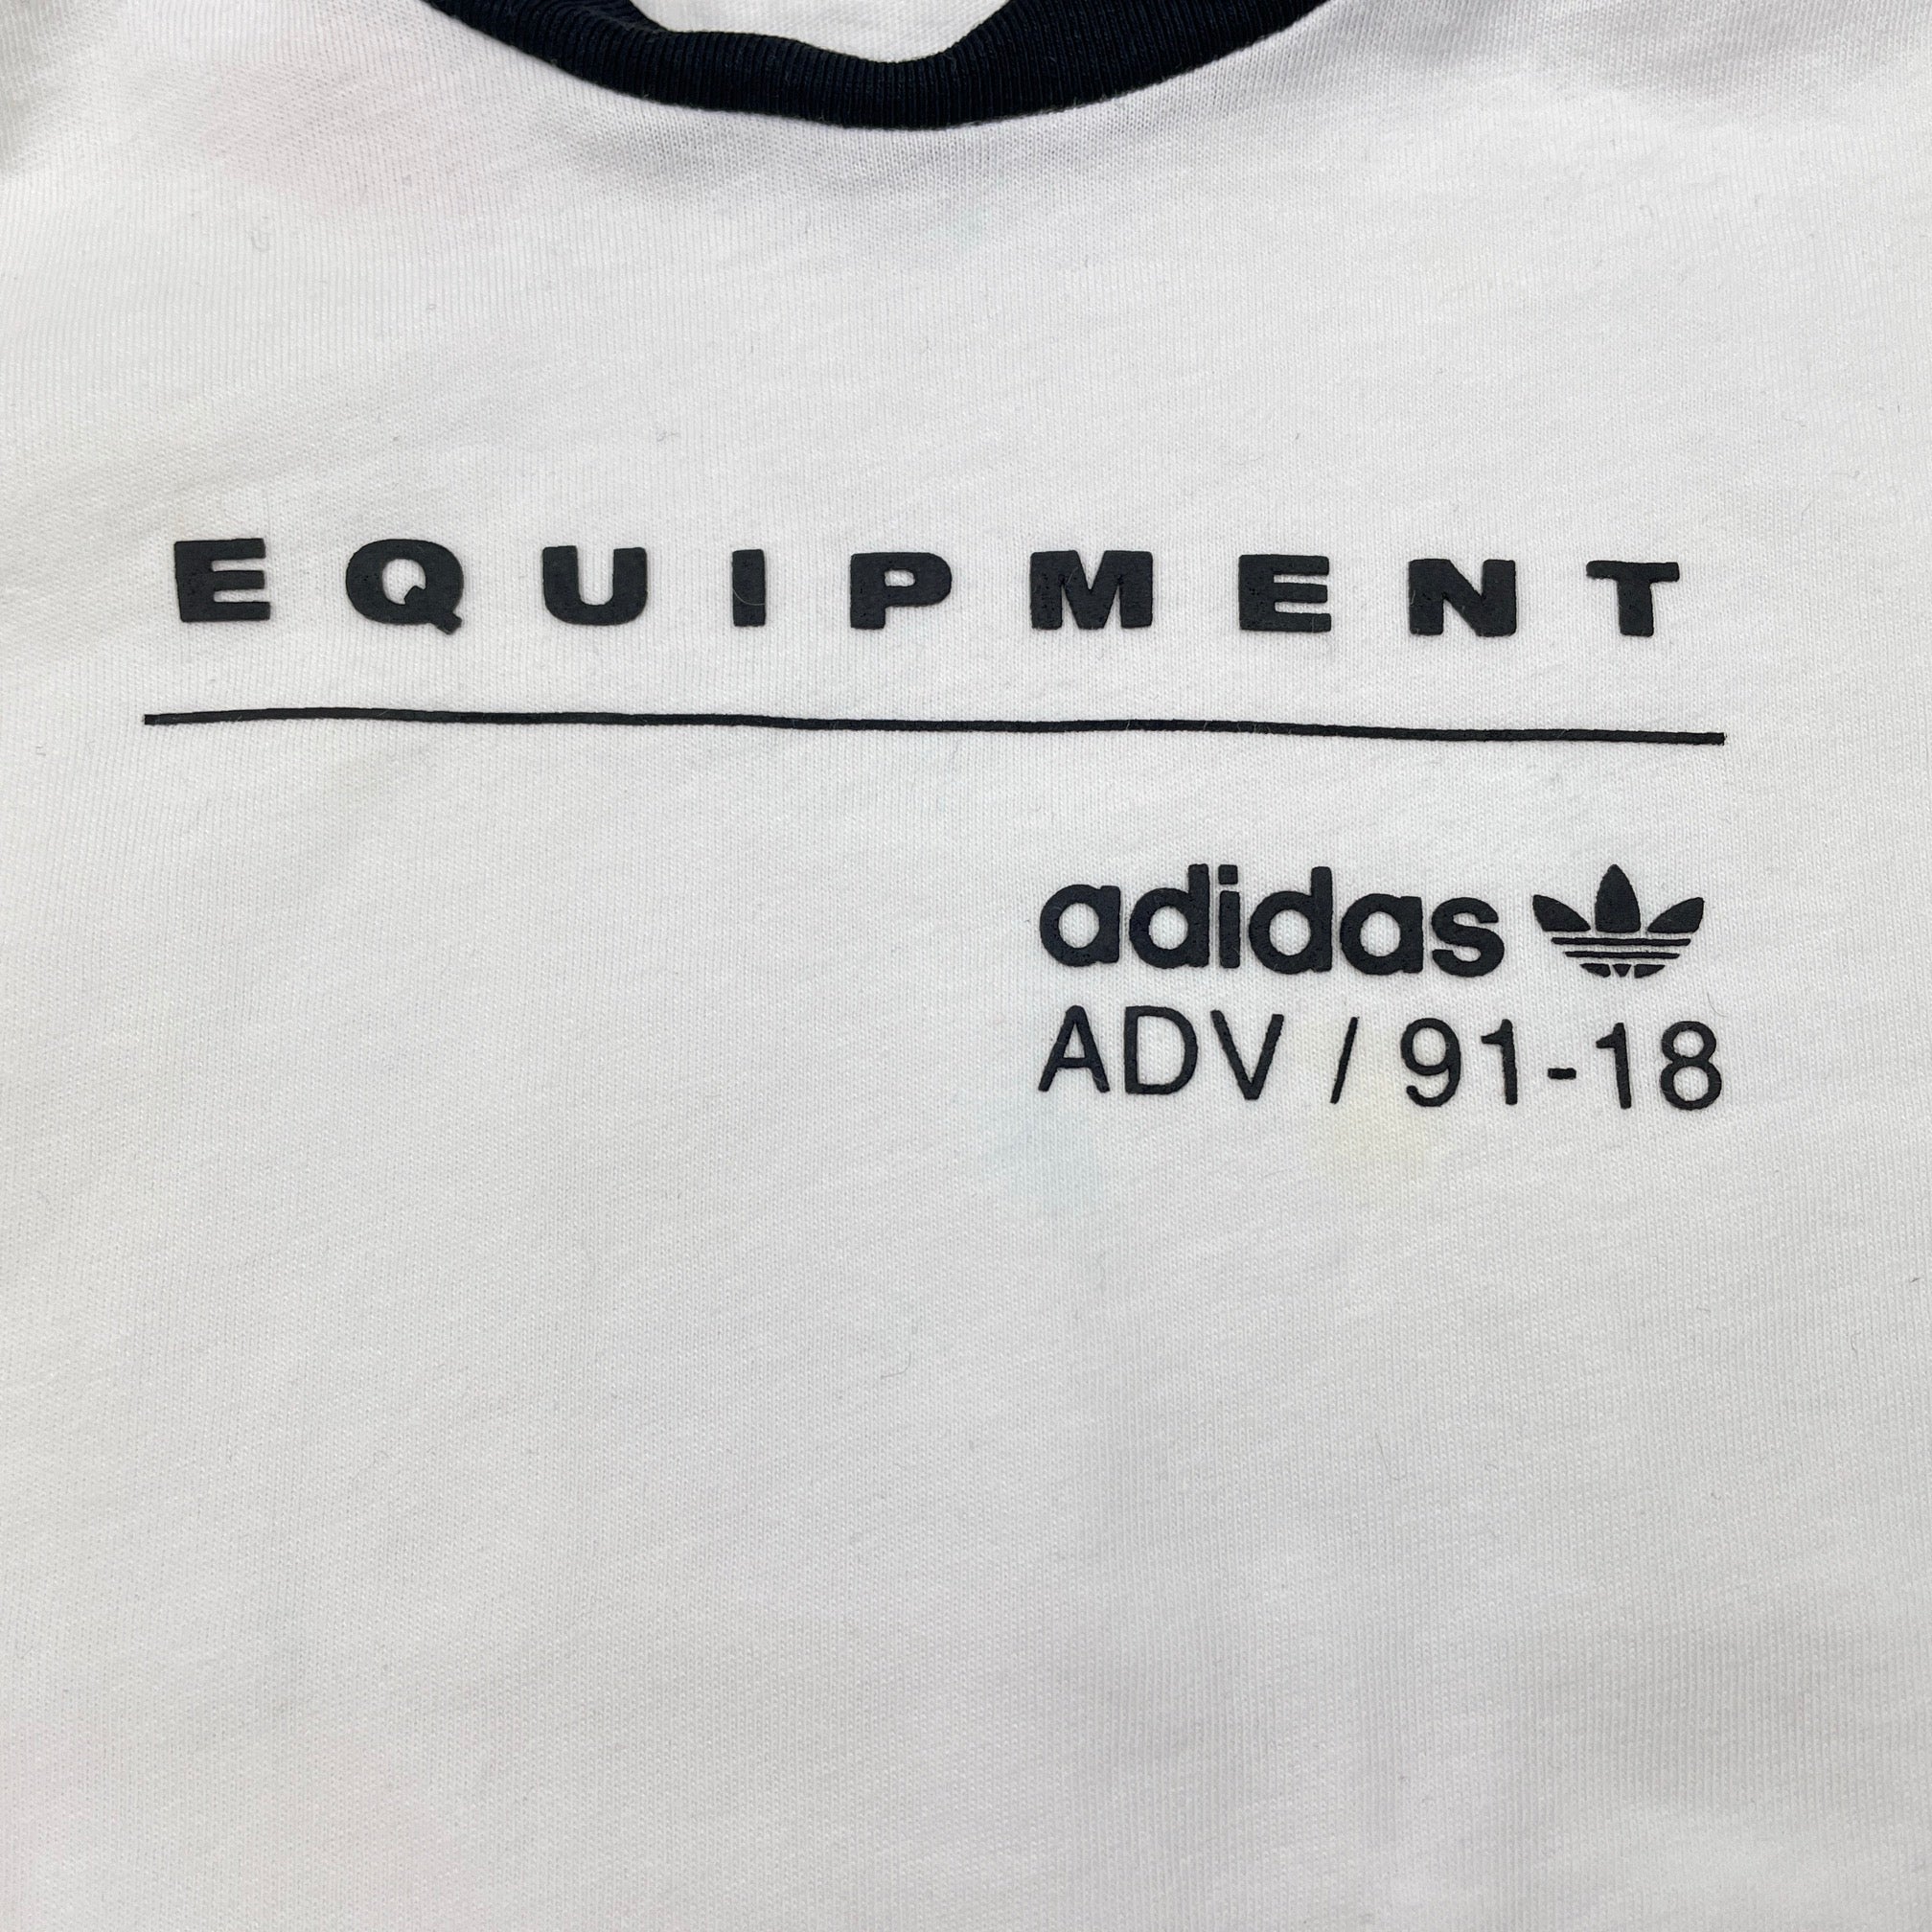 EQUIPMENT
adidas
ADV / 91-18